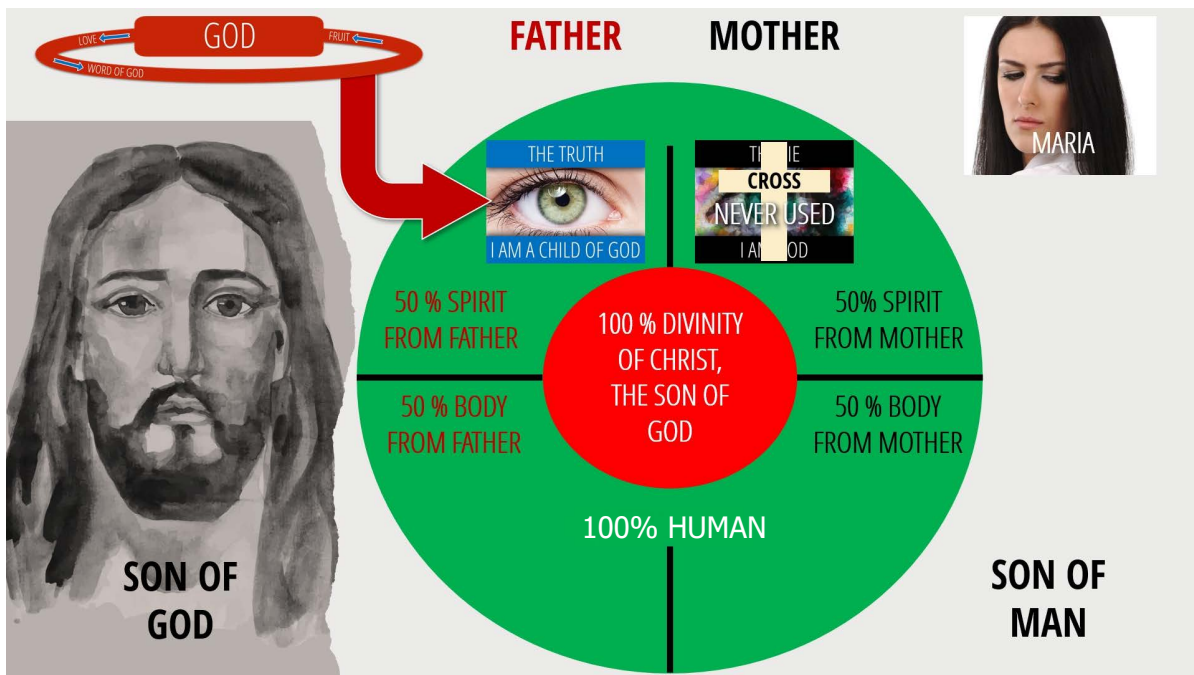 GOD
LOVE
FRUIT
WORD OF GOD
FATHER
MOTHER
MARIA
THE TRUTH
I AM A CHILD OF GOD
CROSS
NEVER USED
50 % SPIRIT
FROM FATHER
50% SPIRIT
FROM MOTHER
100 % DIVINITY
OF CHRIST,
THE SON OF
GOD
50 % BODY
FROM FATHER
50 % BODY
FROM MOTHER
100% HUMAN
SON OF
GOD
SON OF
MAN